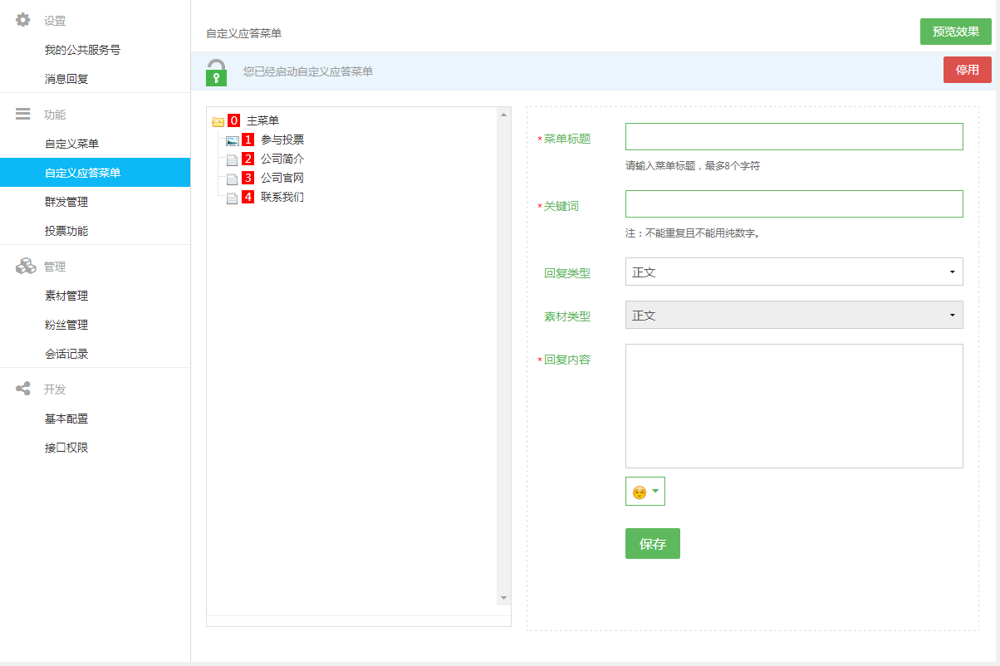 设置
我的公共服务号
消息回复
功能
自定义菜单
自定义应答菜单
群发管理
投票功能
管理
素材管理
粉丝管理
会话记录
开发
基本配置
接口权限
自定义应答菜单
预览效果
您已经启动自定义应答菜单
停用
0 主菜单
1 参与投票
2 公司简介
3 公司官网
4 联系我们
*菜单标题
请输入菜单标题，最多8个字符
*关键词
注：不能重复且不能用纯数字。
回复类型 正文
素材类型 正文
*回复内容
保存